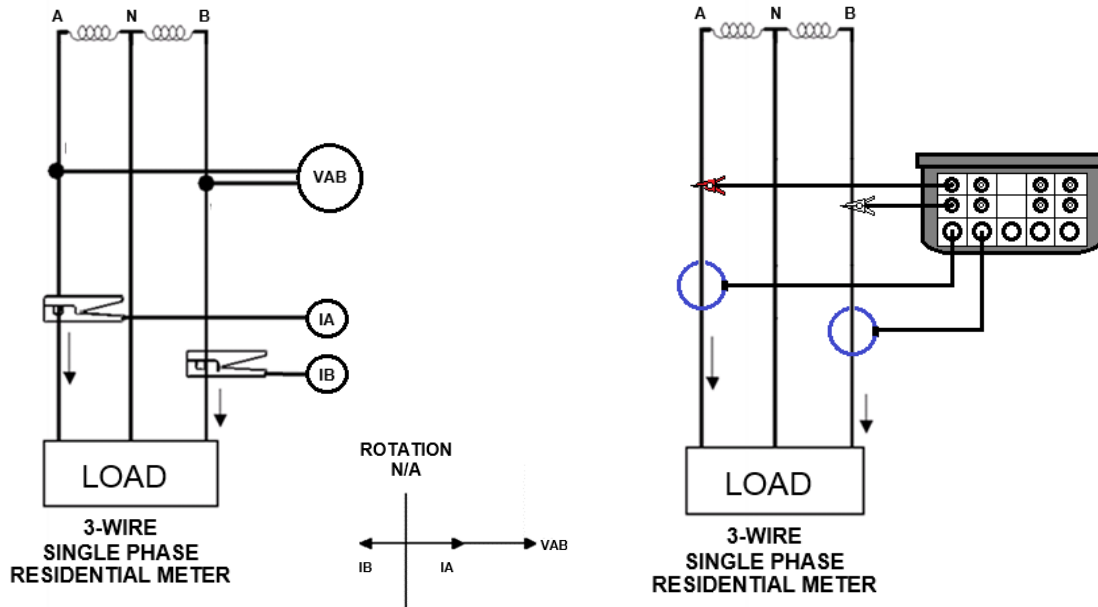 A N B
VAB
IA
IB
LOAD
3-WIRE
SINGLE PHASE
RESIDENTIAL METER
ROTATION
N/A
VAB
IB IA
A N B
LOAD
3-WIRE
SINGLE PHASE
RESIDENTIAL METER